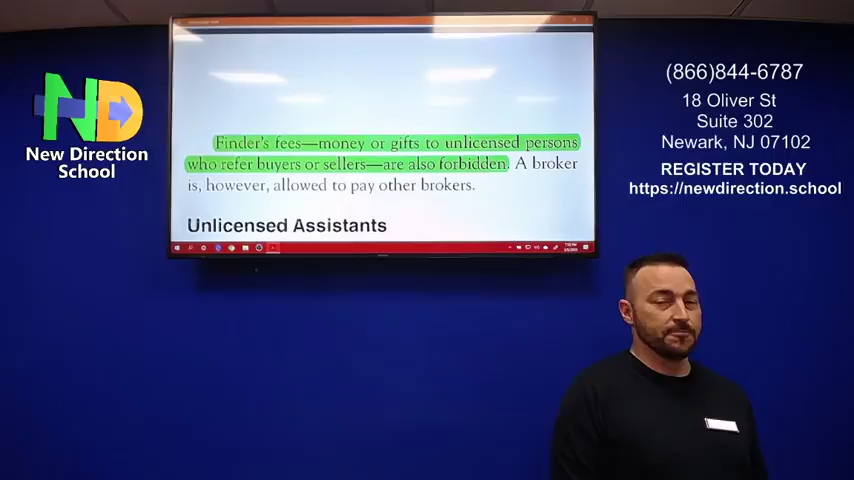 ND
New Direction
School
Finder's fees—money or gifts to unlicensed persons
who refer buyers or sellers—are also forbidden. A broker
is, however, allowed to pay other brokers.
Unlicensed Assistants
(866)844-6787
18 Oliver St
Suite 302
Newark, NJ 07102
REGISTER TODAY
https://newdirection.school